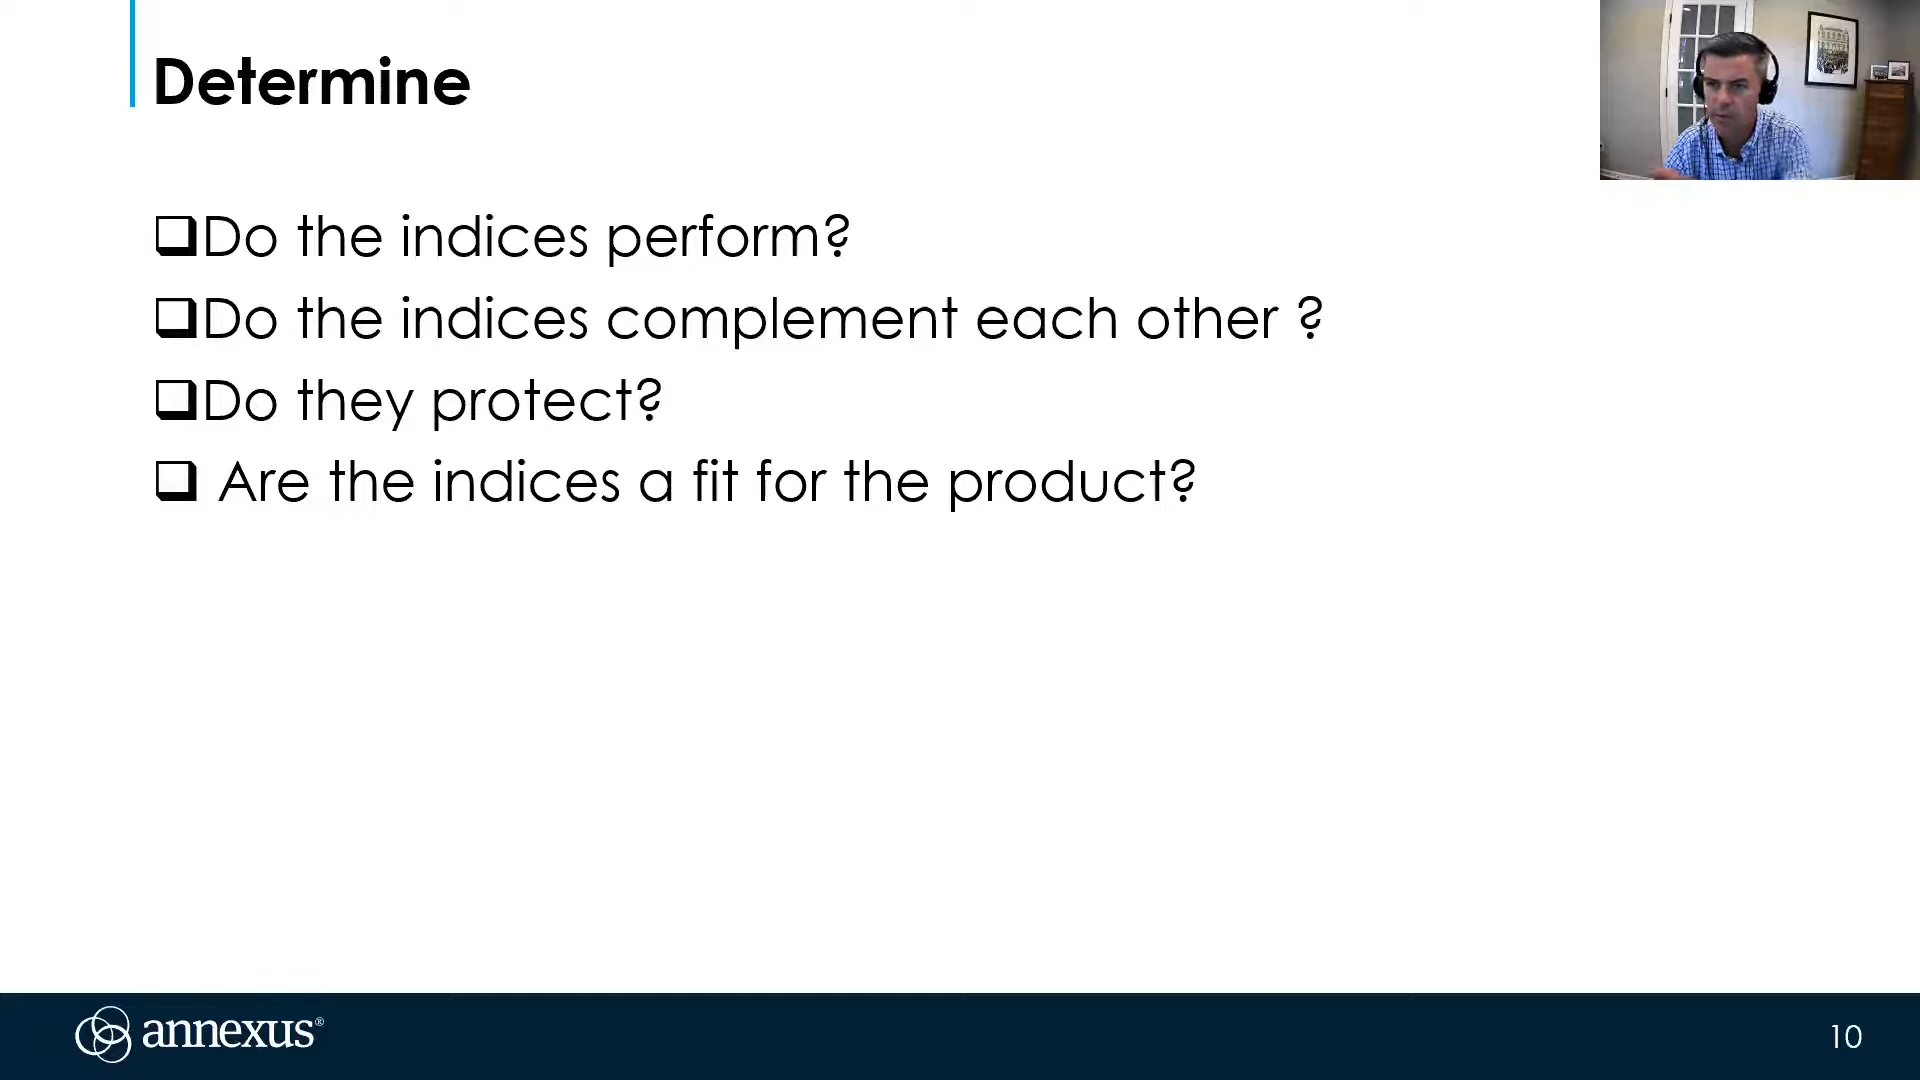 Determine
❑Do the indices perform?
❑Do the indices complement each other ?
❑Do they protect?
❑ Are the indices a fit for the product?
annexus®
10